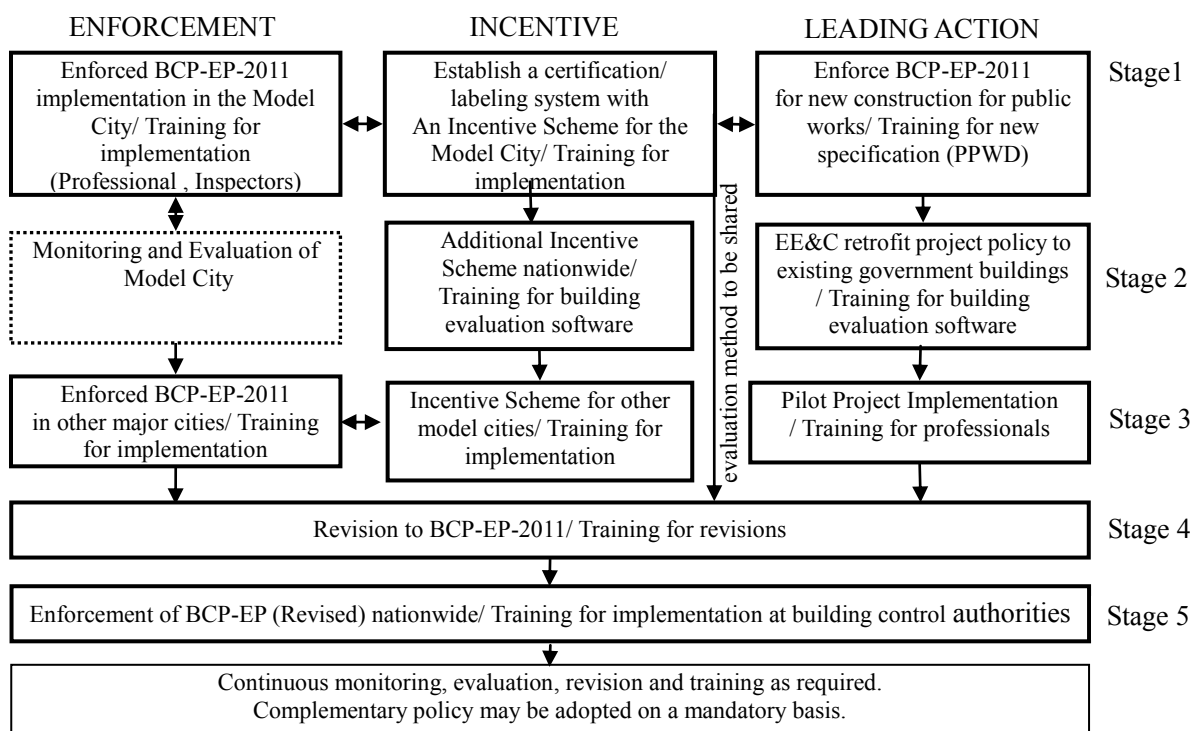 ENFORCEMENT
INCENTIVE
LEADING ACTION
Enforced BCP-EP-2011
implementation in the Model
City/ Training for
implementation
(Professional , Inspectors)
Establish a certification/
labeling system with
An Incentive Scheme for the
Model City/ Training for
implementation
Enforce BCP-EP-2011
for new construction for public
works/ Training for new
specification (PPWD)
Stage1
Monitoring and Evaluation of
Model City
Additional Incentive
Scheme nationwide/
Training for building
evaluation software
evaluation method to be shared
EE&C retrofit project policy to
existing government buildings
/ Training for building
evaluation software
Stage 2
Enforced BCP-EP-2011
in other major cities/ Training
for implementation
Incentive Scheme for other
model cities/ Training for
implementation
Pilot Project Implementation
/ Training for professionals
Stage 3
Revision to BCP-EP-2011/ Training for revisions
Stage 4
Enforcement of BCP-EP (Revised) nationwide/ Training for implementation at building control authorities
Stage 5
Continuous monitoring, evaluation, revision and training as required.
Complementary policy may be adopted on a mandatory basis.